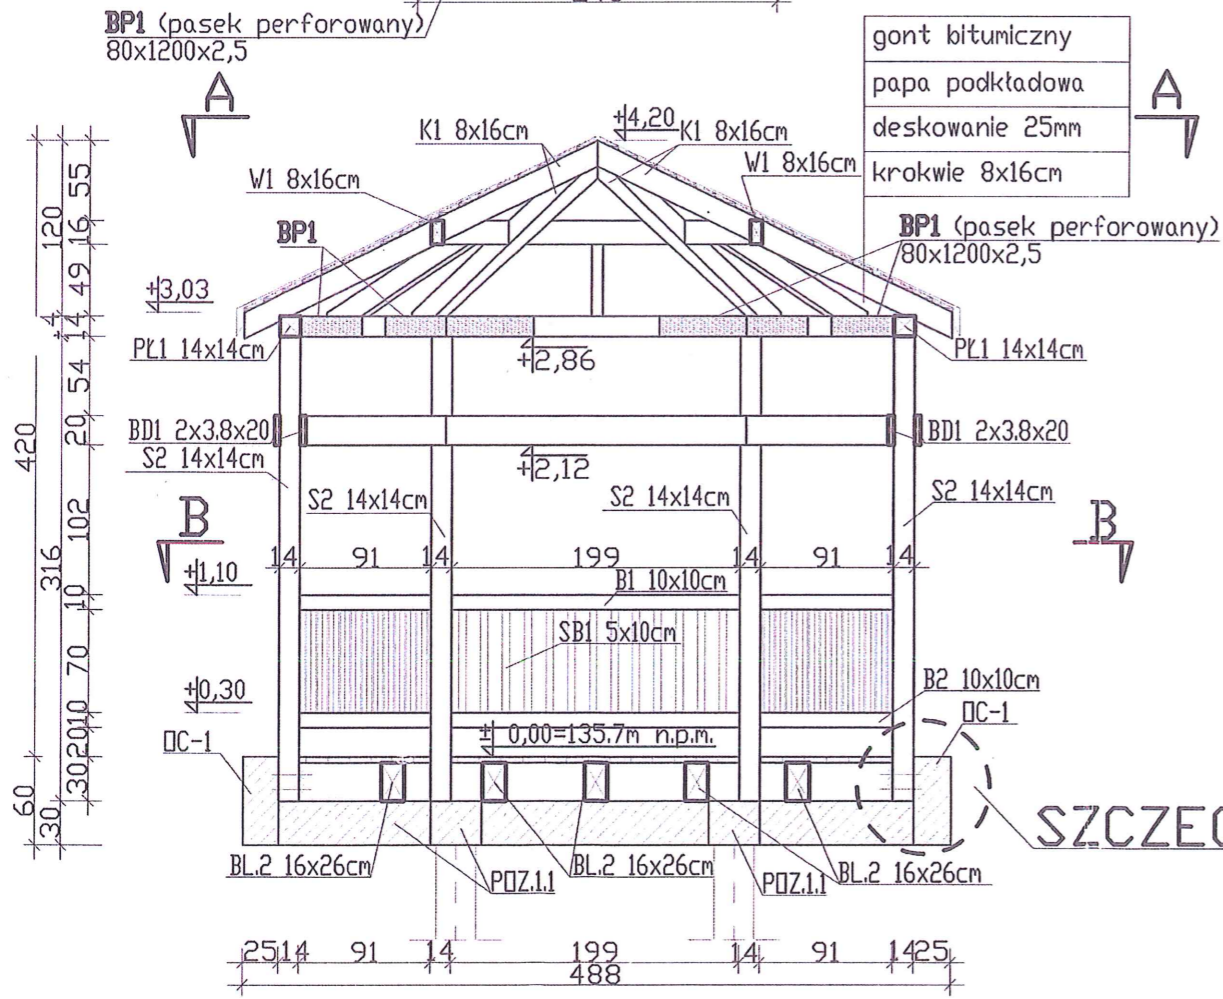 BP1 (pasek perforowany)
80x1200x2,5
gont bitumiczny
papa podkładowa
deskowanie 25mm
krokwie 8x16cm
A
A
+4,20
K1 8x16cm
K1 8x16cm
W1 8x16cm
W1 8x16cm
BP1
BP1 (pasek perforowany)
80x1200x2,5
+3,03
PŁ1 14x14cm
PŁ1 14x14cm
+2,86
BD1 2x3.8x20
BD1 2x3.8x20
S2 14x14cm
+2,12
S2 14x14cm
S2 14x14cm
S2 14x14cm
B
B
14 91 14 199 14 91 14
+1,10
B1 10x10cm
SB1 5x10cm
+0,30
B2 10x10cm
OC-1
OC-1
± 0,00=135.7m n.p.m.
SZCZEG
BL.2 16x26cm
POZ.1.1
BL.2 16x26cm
POZ.1.1
BL.2 16x26cm
25 14 91 14 199 14 91 14 25
488
55
16
49
14
54
20
102
10
70
10
20
30
120
316
30
420
60